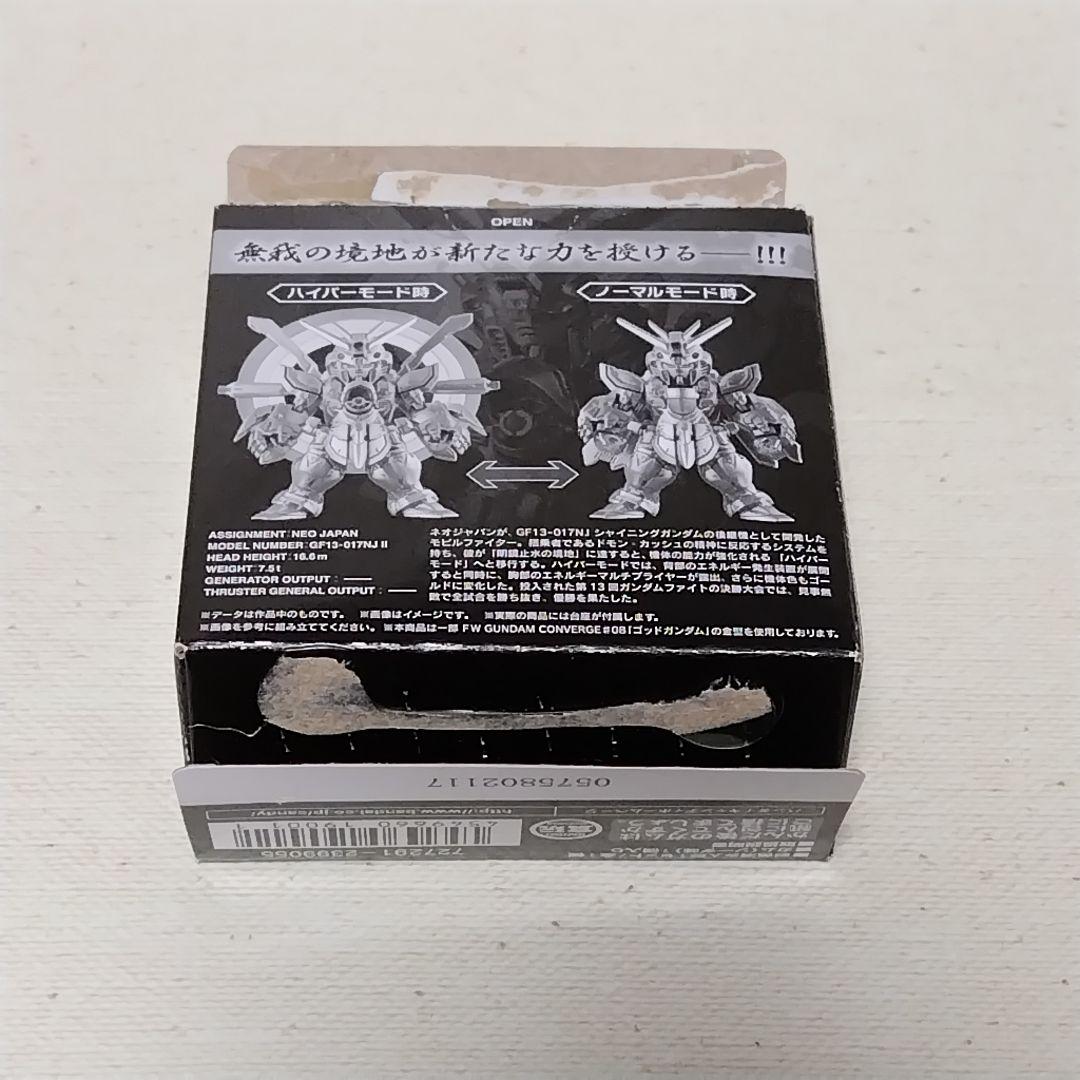 OPEN
無我の境地が新たな力を授ける——!!!
ハイパーモード時
ノーマルモード時
ASSIGNMENT:NEO JAPAN
MODEL NUMBER:GF13-017NJ II
HEAD HEIGHT:16.6m
WEIGHT:7.5t
GENERATOR OUTPUT：——
THRUSTER GENERAL OUTPUT：——
ネオジャパンが、GF13-017NJ シャイニングガンダムの後継機として開発した
モビルファイター。搭乗者であるドモン・カッシュの精神に反応するシステムを
持ち、彼が「明鏡止水の境地」に達すると、機体の能力が強化される「ハイパー
モード」へと移行する。ハイパーモードでは、背部のエネルギー発生装置が展開
すると同時に、胸部のエネルギーマルチプライヤーが露出、さらに機体色もゴー
ルドに変化した。投入された第13回ガンダムファイトの決勝大会では、見事無
敗で全試合を勝ち抜き、優勝を果たした。
※データは作品中のものです。 ※画像はイメージです。 ※実際の商品には台座が付属します。
※画像を参考に組み立ててください。 ※本商品は一部 FW GUNDAM CONVERGE#08「ゴッドガンダム」の金型を使用しております。
0575802117
http://www.bandai.co.jp/candy/
727291-2399055